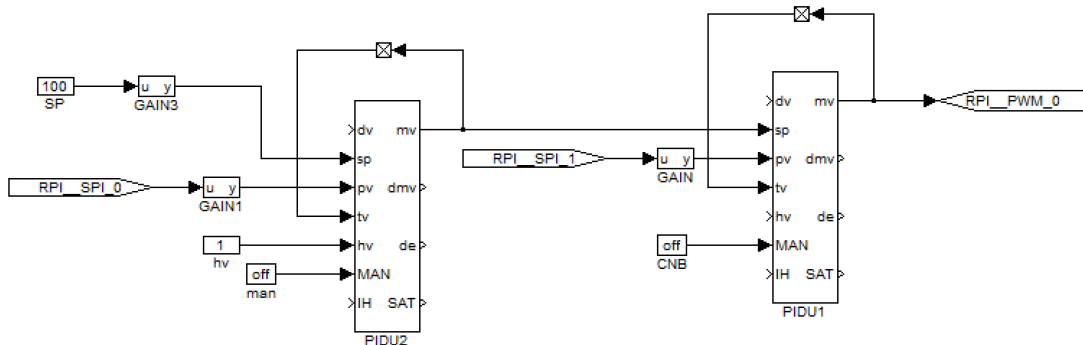 100
SP
u y
GAIN3
RPI__SPI_0
u y
GAIN1
1
hv
off
man
dv mv
sp
pv dmv
tv
hv de
MAN
IH SAT
PIDU2
RPI__SPI_1
u y
GAIN
off
CNB
dv mv
sp
pv dmv
tv
hv de
MAN
IH SAT
PIDU1
RPI__PWM_0